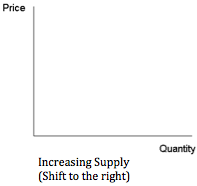 Price
Quantity
Increasing Supply
(Shift to the right)